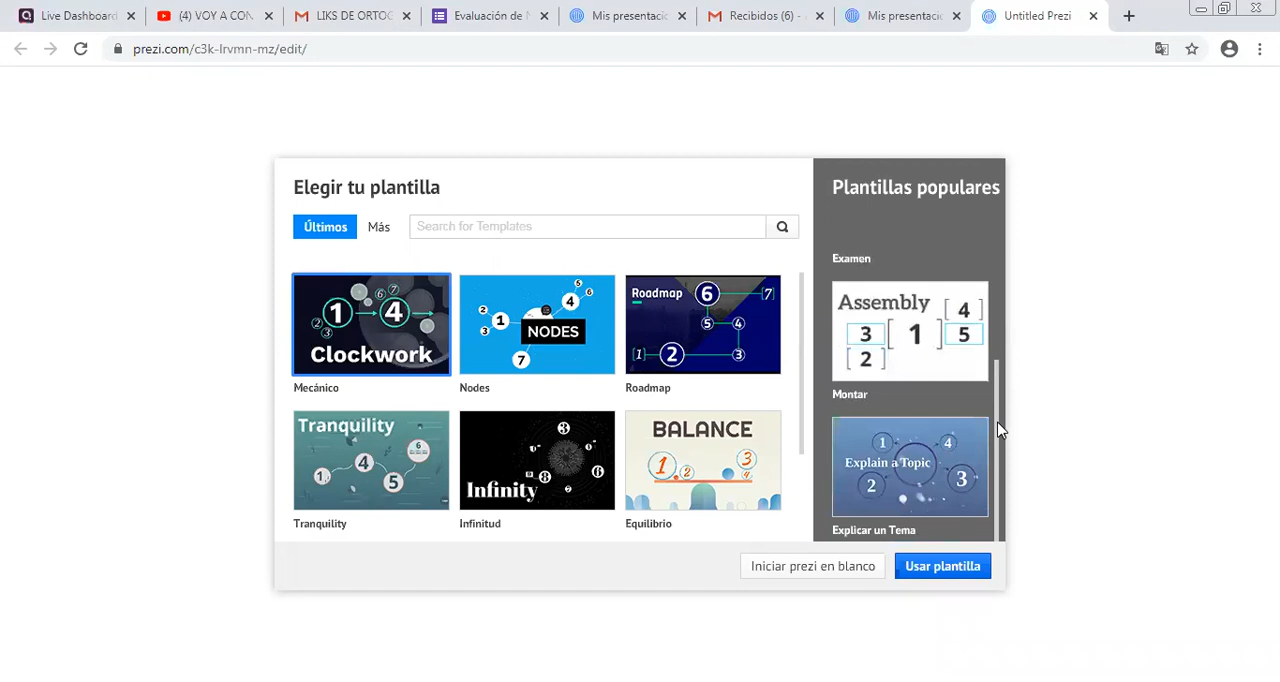 Live Dashboard
(4) VOY A CON
LIKS DE ORTOG
Evaluación de N
Mis presentacio
Recibidos (6) -
Mis presentacio
Untitled Prezi
prezi.com/c3k-lrvmn-mz/edit/
Elegir tu plantilla
Últimos
Más
Search for Templates
1 4 6 7 2 3
Clockwork
Mecánico
1 2 3 4 5 6 7
NODES
Nodes
Roadmap 6 [7]
5 4
[1] 2 3
Roadmap
Tranquility
1 4 5 6
Tranquility
Infinity
Infinitud
BALANCE
1 2 3 4
Equilibrio
Plantillas populares
Examen
Assembly [4]
3 [1] 5
[2]
Montar
1 4
Explain a Topic
2 3
Explicar un Tema
Iniciar prezi en blanco
Usar plantilla